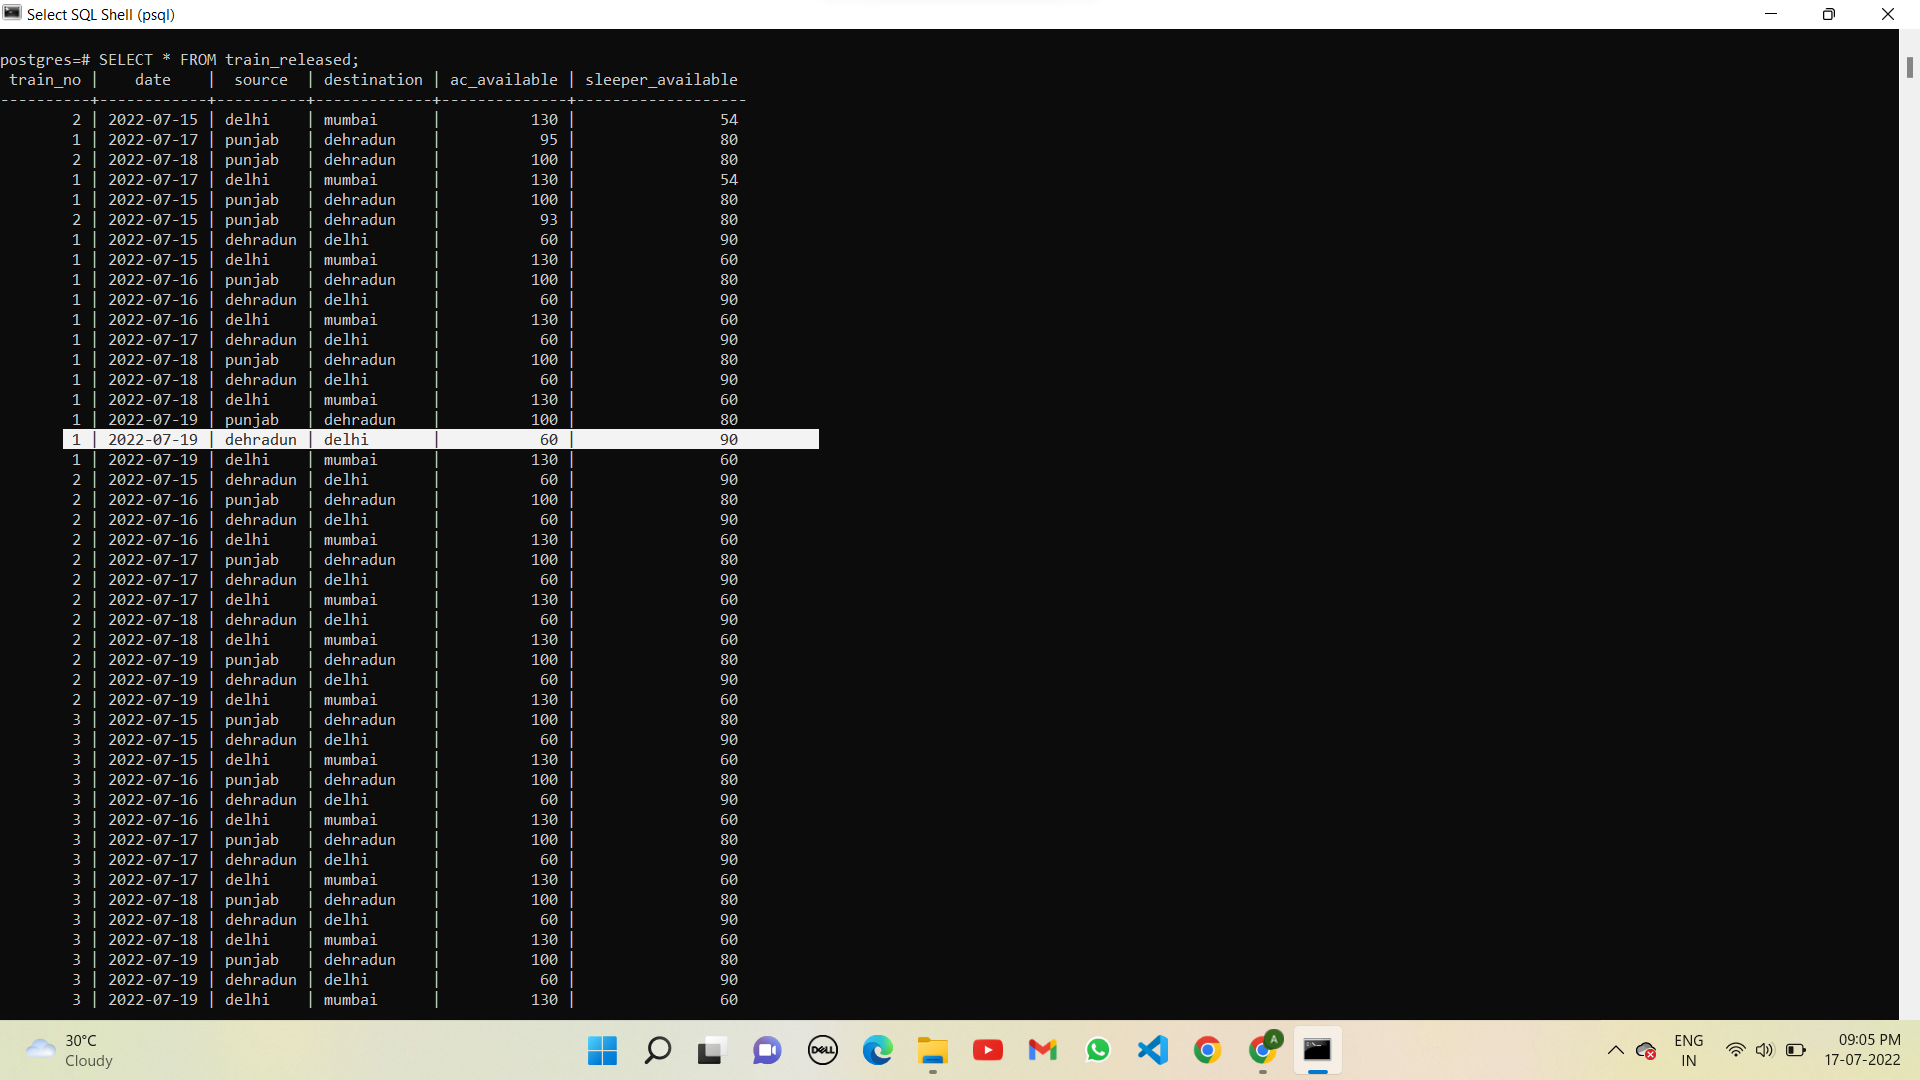 Select SQL Shell (psql)
postgres=# SELECT * FROM train_released;
 train_no |    date    |  source  | destination | ac_available | sleeper_available
----------+------------+----------+-------------+--------------+-------------------
        2 | 2022-07-15 | delhi    | mumbai      |          130 |                54
        1 | 2022-07-17 | punjab   | dehradun    |           95 |                80
        2 | 2022-07-18 | punjab   | dehradun    |          100 |                80
        1 | 2022-07-17 | delhi    | mumbai      |          130 |                54
        1 | 2022-07-15 | punjab   | dehradun    |          100 |                80
        2 | 2022-07-15 | punjab   | dehradun    |           93 |                80
        1 | 2022-07-15 | dehradun | delhi       |           60 |                90
        1 | 2022-07-15 | delhi    | mumbai      |          130 |                60
        1 | 2022-07-16 | punjab   | dehradun    |          100 |                80
        1 | 2022-07-16 | dehradun | delhi       |           60 |                90
        1 | 2022-07-16 | delhi    | mumbai      |          130 |                60
        1 | 2022-07-17 | dehradun | delhi       |           60 |                90
        1 | 2022-07-18 | punjab   | dehradun    |          100 |                80
        1 | 2022-07-18 | dehradun | delhi       |           60 |                90
        1 | 2022-07-18 | delhi    | mumbai      |          130 |                60
        1 | 2022-07-19 | punjab   | dehradun    |          100 |                80
        1 | 2022-07-19 | dehradun | delhi       |           60 |                90
        1 | 2022-07-19 | delhi    | mumbai      |          130 |                60
        2 | 2022-07-15 | dehradun | delhi       |           60 |                90
        2 | 2022-07-16 | punjab   | dehradun    |          100 |                80
        2 | 2022-07-16 | dehradun | delhi       |           60 |                90
        2 | 2022-07-16 | delhi    | mumbai      |          130 |                60
        2 | 2022-07-17 | punjab   | dehradun    |          100 |                80
        2 | 2022-07-17 | dehradun | delhi       |           60 |                90
        2 | 2022-07-17 | delhi    | mumbai      |          130 |                60
        2 | 2022-07-18 | dehradun | delhi       |           60 |                90
        2 | 2022-07-18 | delhi    | mumbai      |          130 |                60
        2 | 2022-07-19 | punjab   | dehradun    |          100 |                80
        2 | 2022-07-19 | dehradun | delhi       |           60 |                90
        2 | 2022-07-19 | delhi    | mumbai      |          130 |                60
        3 | 2022-07-15 | punjab   | dehradun    |          100 |                80
        3 | 2022-07-15 | dehradun | delhi       |           60 |                90
        3 | 2022-07-15 | delhi    | mumbai      |          130 |                60
        3 | 2022-07-16 | punjab   | dehradun    |          100 |                80
        3 | 2022-07-16 | dehradun | delhi       |           60 |                90
        3 | 2022-07-16 | delhi    | mumbai      |          130 |                60
        3 | 2022-07-17 | punjab   | dehradun    |          100 |                80
        3 | 2022-07-17 | dehradun | delhi       |           60 |                90
        3 | 2022-07-17 | delhi    | mumbai      |          130 |                60
        3 | 2022-07-18 | punjab   | dehradun    |          100 |                80
        3 | 2022-07-18 | dehradun | delhi       |           60 |                90
        3 | 2022-07-18 | delhi    | mumbai      |          130 |                60
        3 | 2022-07-19 | punjab   | dehradun    |          100 |                80
        3 | 2022-07-19 | dehradun | delhi       |           60 |                90
        3 | 2022-07-19 | delhi    | mumbai      |          130 |                60
30°C
Cloudy
DELL
A
ENG
IN
09:05 PM
17-07-2022